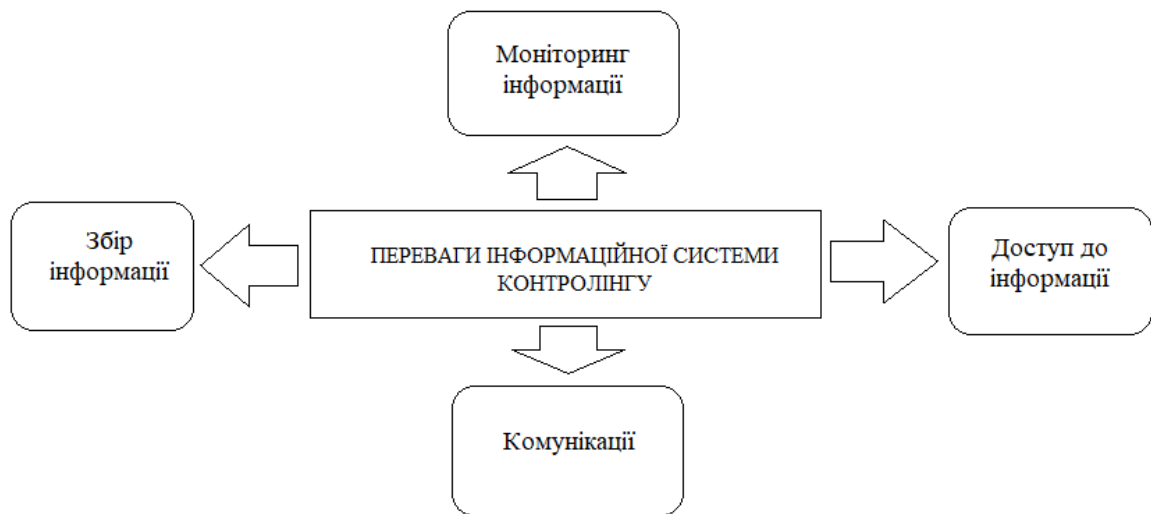 Моніторинг
інформації
Збір
інформації
ПЕРЕВАГИ ІНФОРМАЦІЙНОЇ СИСТЕМИ
КОНТРОЛІНГУ
Доступ до
інформації
Комунікації